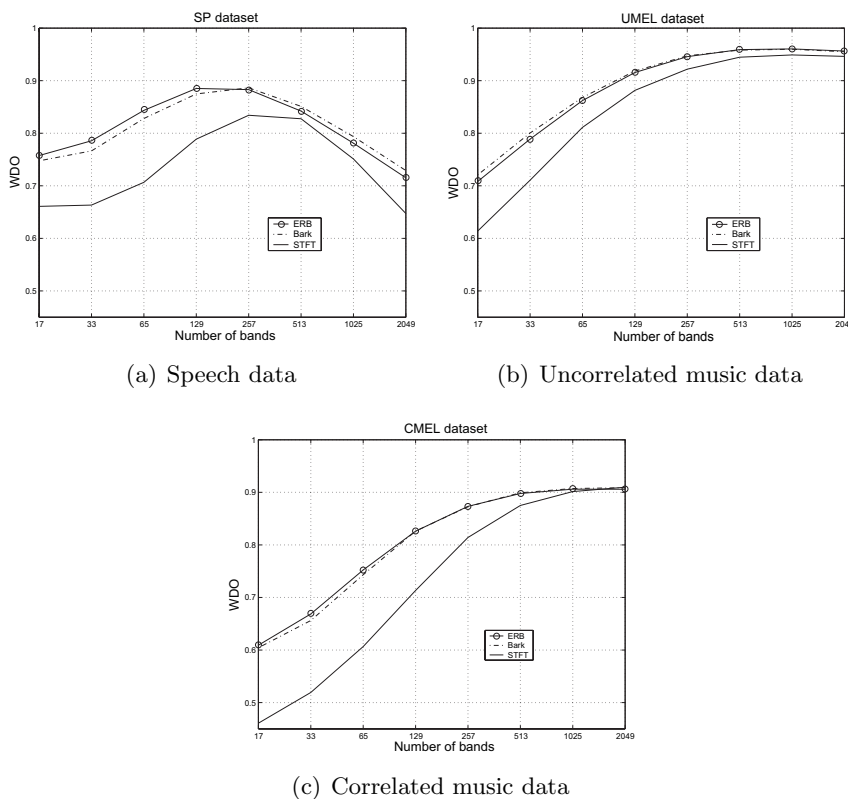 SP dataset
1
0.9
0.8
0.7
0.6
0.5
WDO
ERB
Bark
STFT
17 33 65 129 257 513 1025 2049
Number of bands
(a) Speech data
UMEL dataset
1
0.9
0.8
0.7
0.6
0.5
WDO
ERB
Bark
STFT
17 33 65 129 257 513 1025 204
Number of bands
(b) Uncorrelated music data
CMEL dataset
1
0.9
0.8
0.7
0.6
0.5
WDO
ERB
Bark
STFT
17 33 65 129 257 513 1025 2049
Number of bands
(c) Correlated music data